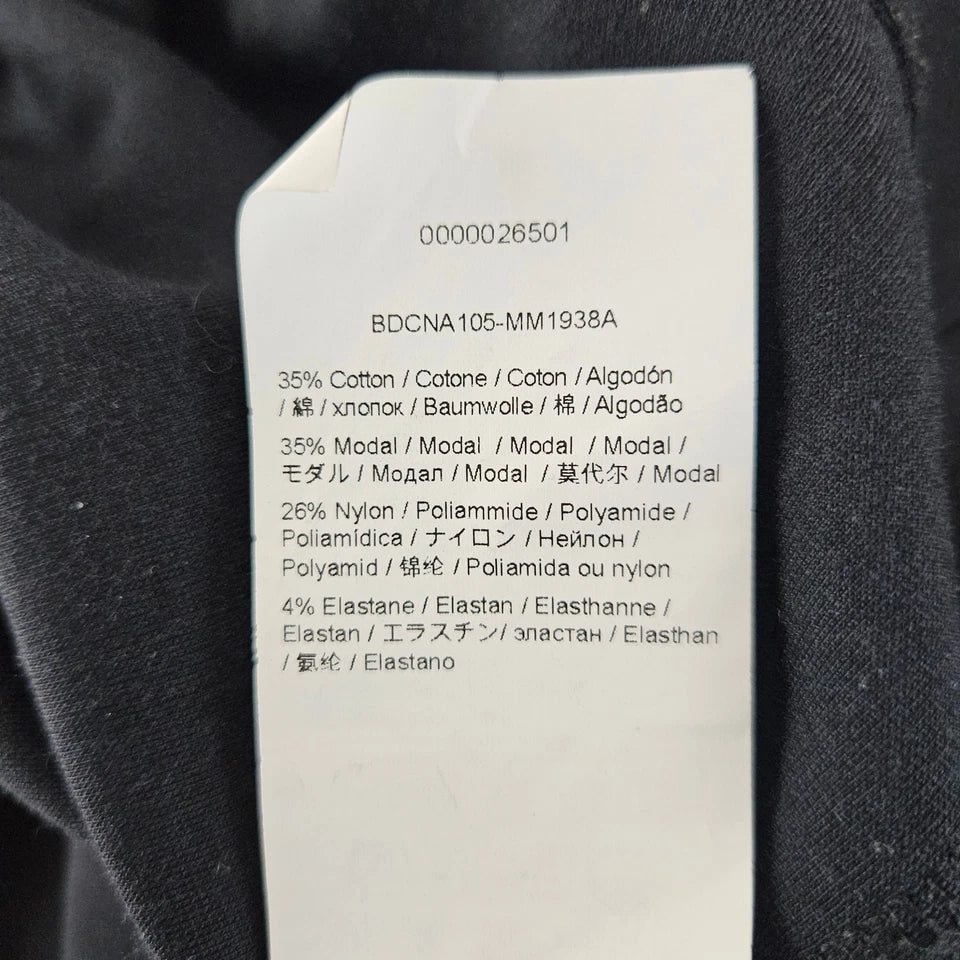 0000026501
BDCNA105-MM1938A
35% Cotton / Cotone / Coton / Algodón
/ 綿 / хлопок / Baumwolle / 棉 / Algodão
35% Modal / Modal / Modal / Modal /
モダル / Модал / Modal / 莫代尔 / Modal
26% Nylon / Poliammide / Polyamide /
Poliamídica / ナイロン / Нейлон /
Polyamid / 锦纶 / Poliamida ou nylon
4% Elastane / Elastan / Elasthanne /
Elastan / エラスチン/ эластан / Elasthan
/ 氨纶 / Elastano